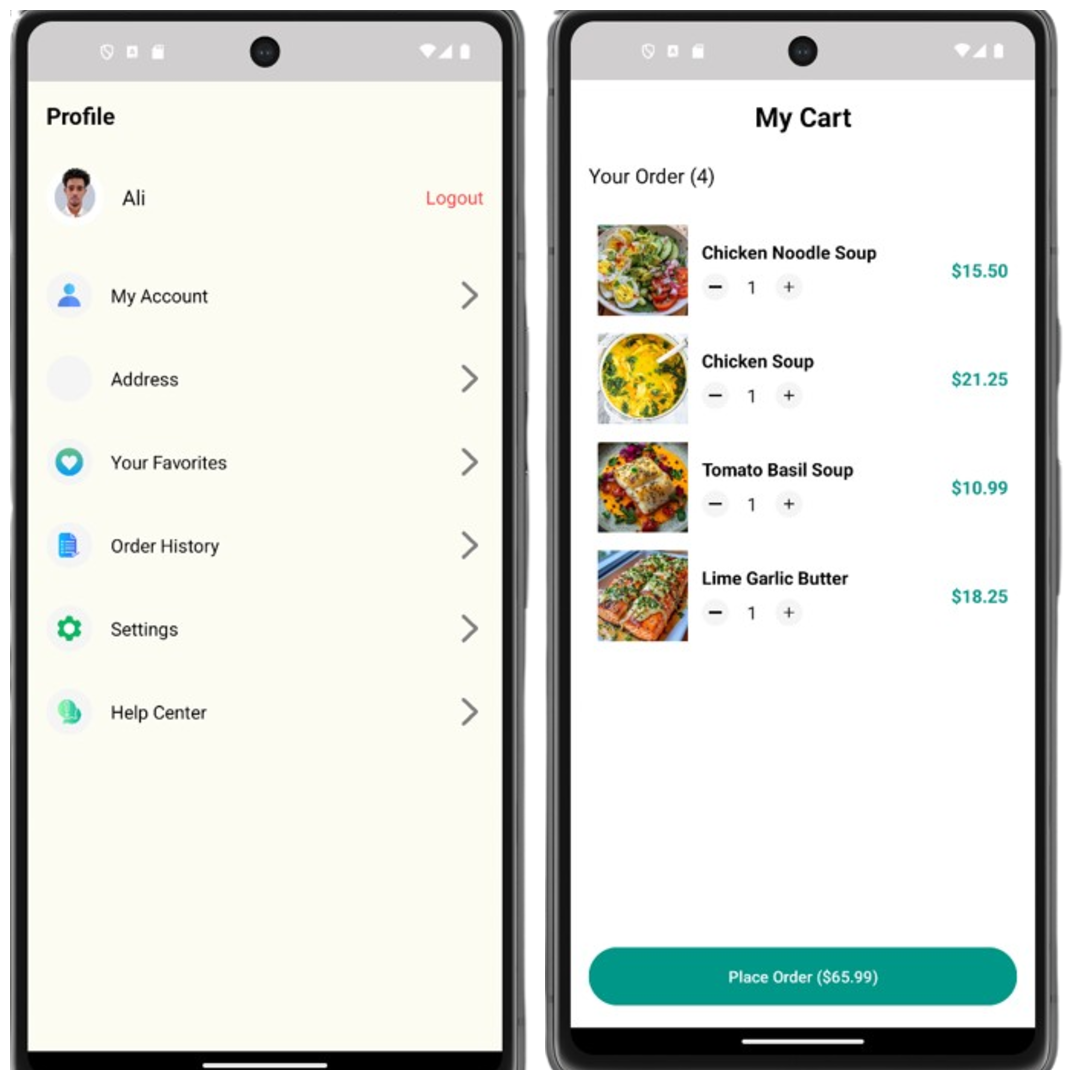 Profile
Ali
Logout
My Account
Address
Your Favorites
Order History
Settings
Help Center
My Cart
Your Order (4)
Chicken Noodle Soup
1
$15.50
Chicken Soup
1
$21.25
Tomato Basil Soup
1
$10.99
Lime Garlic Butter
1
$18.25
Place Order ($65.99)